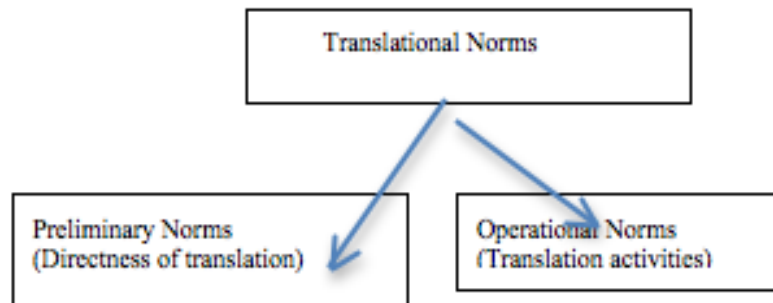 Translational Norms
Preliminary Norms
(Directness of translation)
Operational Norms
(Translation activities)